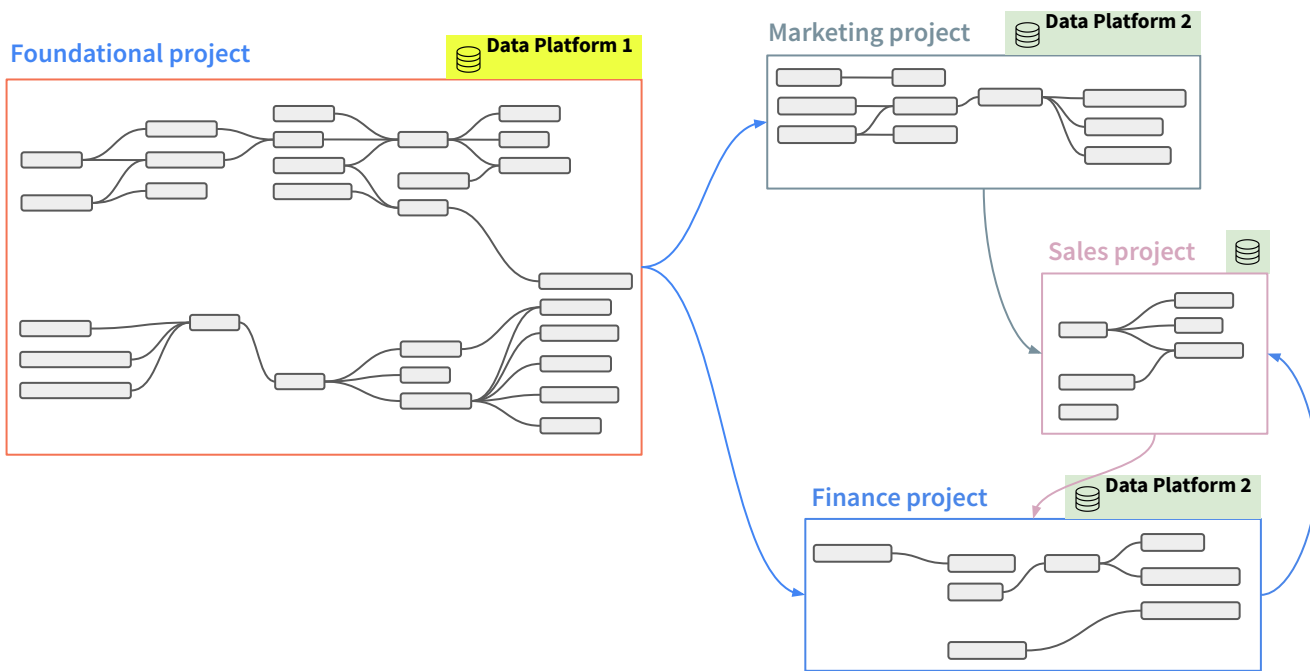 Foundational project
Data Platform 1
Marketing project
Data Platform 2
Sales project
Finance project
Data Platform 2